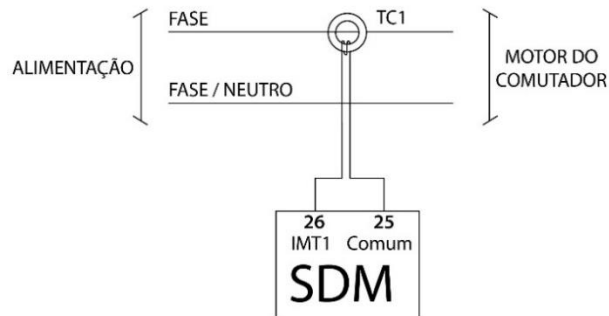 FASE
TC1
ALIMENTAÇÃO
MOTOR DO
COMUTADOR
FASE / NEUTRO
26 25
IMT1 Comum
SDM